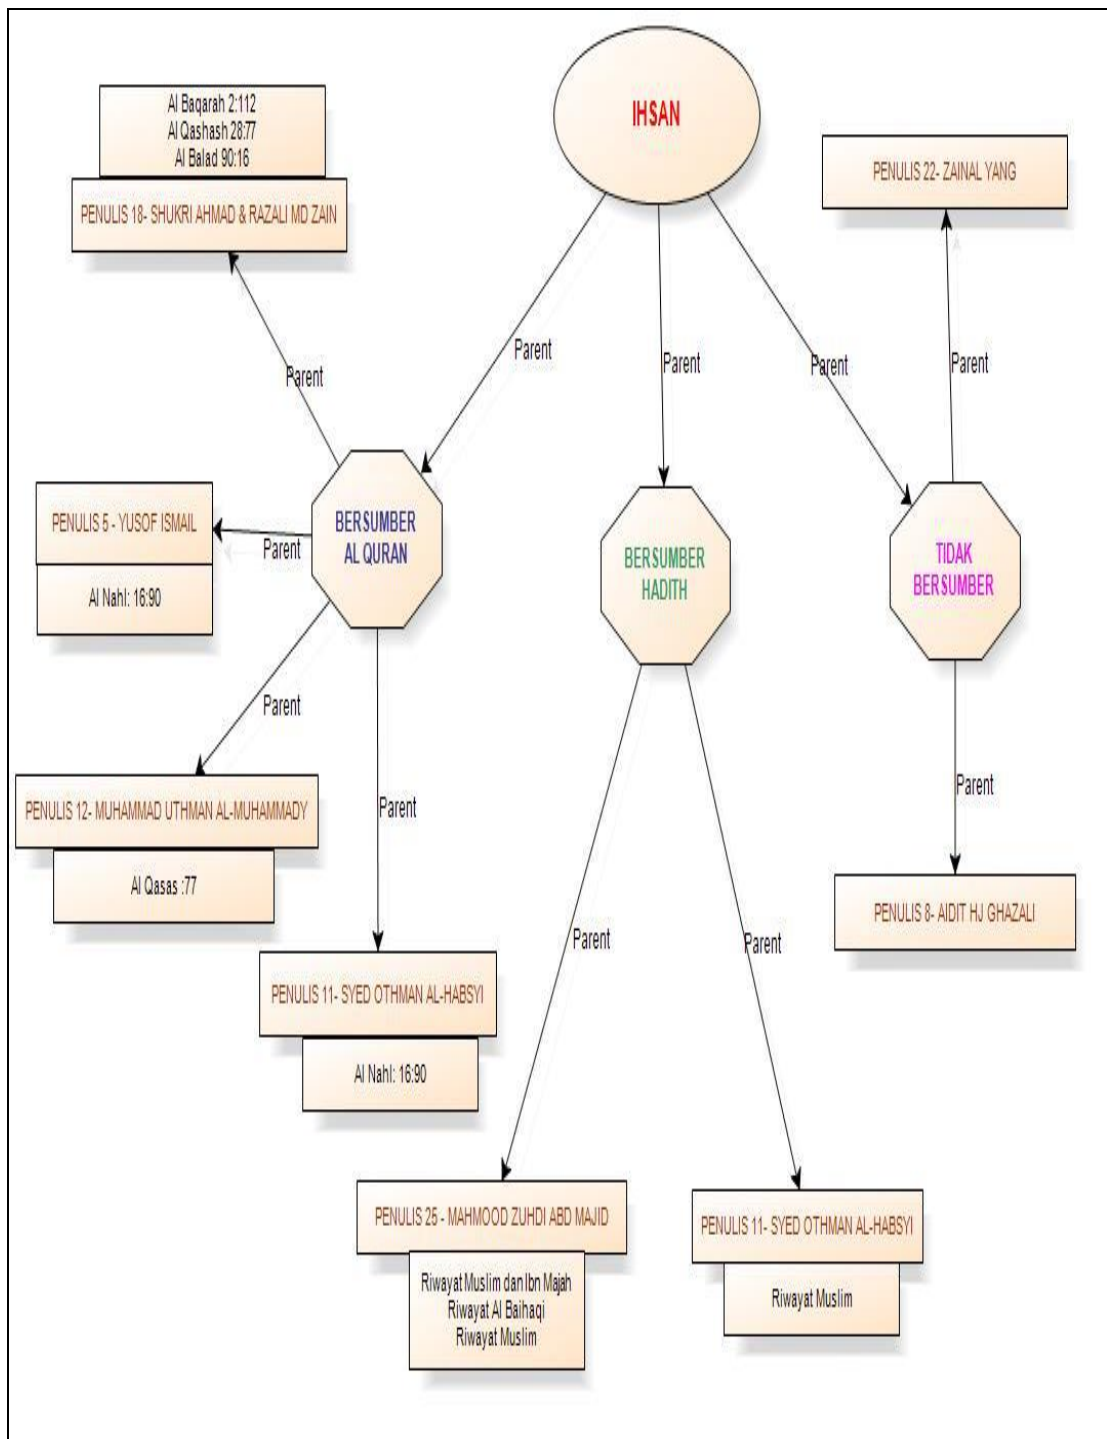 IHSAN
Al Baqarah 2:112
Al Qashash 28:77
Al Balad 90:16
PENULIS 18- SHUKRI AHMAD & RAZALI MD ZAIN
PENULIS 22- ZAINAL YANG
Parent
Parent
Parent
Parent
Parent
BERSUMBER
AL QURAN
BERSUMBER
HADITH
TIDAK
BERSUMBER
PENULIS 5 - YUSOF ISMAIL
Al Nahl: 16:90
Parent
Parent
PENULIS 12- MUHAMMAD UTHMAN AL-MUHAMMADY
Al Qasas :77
Parent
Parent
PENULIS 8- AIDIT HJ GHAZALI
PENULIS 11- SYED OTHMAN AL-HABSYI
Al Nahl: 16:90
Parent
Parent
PENULIS 25 - MAHMOOD ZUHDI ABD MAJID
Riwayat Muslim dan Ibn Majah
Riwayat Al Baihaqi
Riwayat Muslim
PENULIS 11- SYED OTHMAN AL-HABSYI
Riwayat Muslim